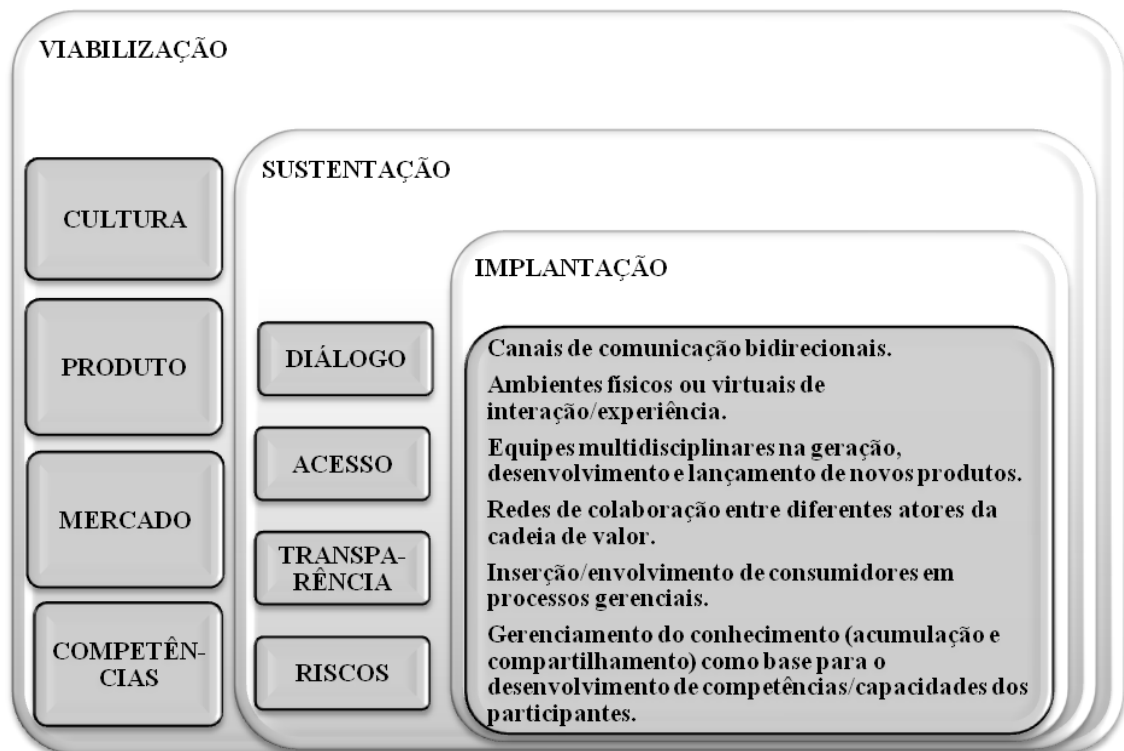 VIABILIZAÇÃO
CULTURA
PRODUTO
MERCADO
COMPETÊN-
CIAS
SUSTENTAÇÃO
DIÁLOGO
ACESSO
TRANSPA-
RÊNCIA
RISCOS
IMPLANTAÇÃO
Canais de comunicação bidirecionais.
Ambientes físicos ou virtuais de
interação/experiência.
Equipes multidisciplinares na geração,
desenvolvimento e lançamento de novos produtos.
Redes de colaboração entre diferentes atores da
cadeia de valor.
Inserção/envolvimento de consumidores em
processos gerenciais.
Gerenciamento do conhecimento (acumulação e
compartilhamento) como base para o
desenvolvimento de competências/capacidades dos
participantes.